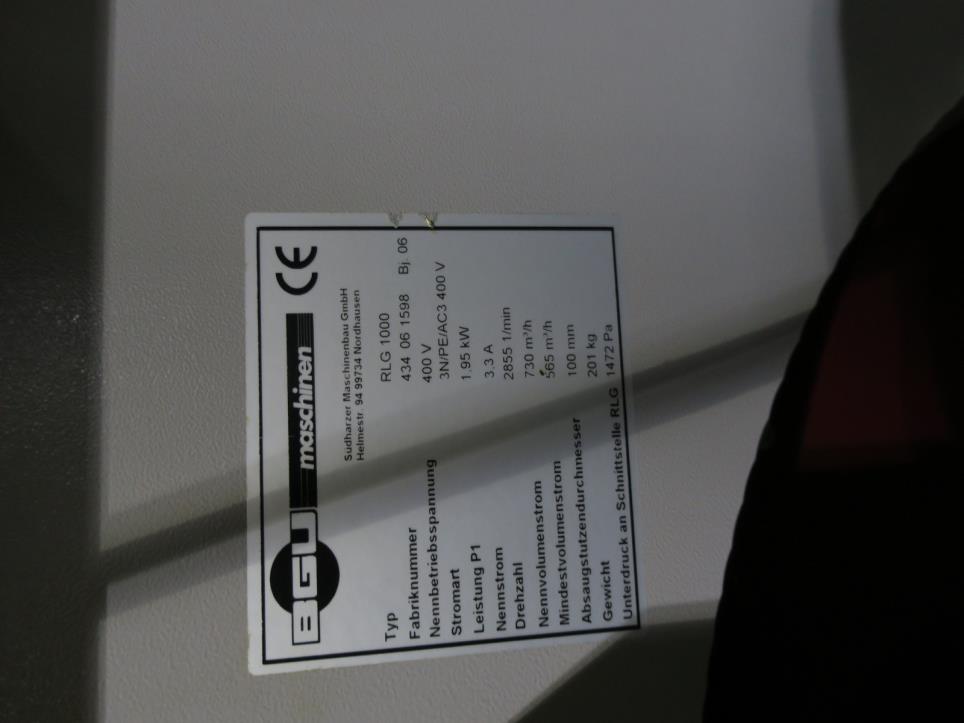 BGU maschinen CE
Südharzer Maschinenbau GmbH
Helmestr. 94 99734 Nordhausen
Typ RLG 1000
Fabriknummer 434 06 1598 Bj. 06
Nennbetriebsspannung 400 V
Stromart 3N/PE/AC3 400 V
Leistung P1 1.95 kW
Nennstrom 3.3 A
Drehzahl 2855 1/min
Nennvolumenstrom 730 m³/h
Mindestvolumenstrom 565 m³/h
Absaugstutzendurchmesser 100 mm
Gewicht 201 kg
Unterdruck an Schnittstelle RLG 1472 Pa